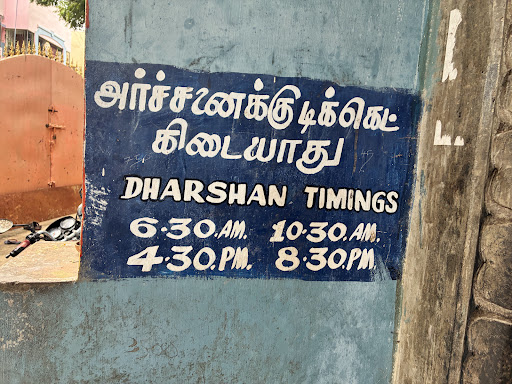 அர்ச்சனைக்கு டிக்கெட்
கிடையாது
DHARSHAN TIMINGS
6.30.AM. 10.30.AM.
4.30.PM. 8.30.PM.